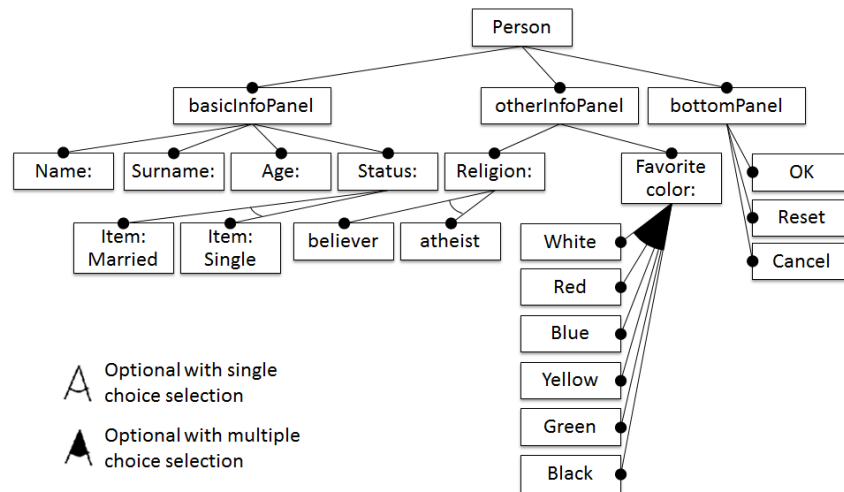 Person
basicInfoPanel
otherInfoPanel
bottomPanel
Name:
Surname:
Age:
Status:
Religion:
Favorite
color:
OK
Reset
Cancel
Item:
Married
Item:
Single
believer
atheist
White
Red
Blue
Yellow
Green
Black
Optional with single
choice selection
Optional with multiple
choice selection